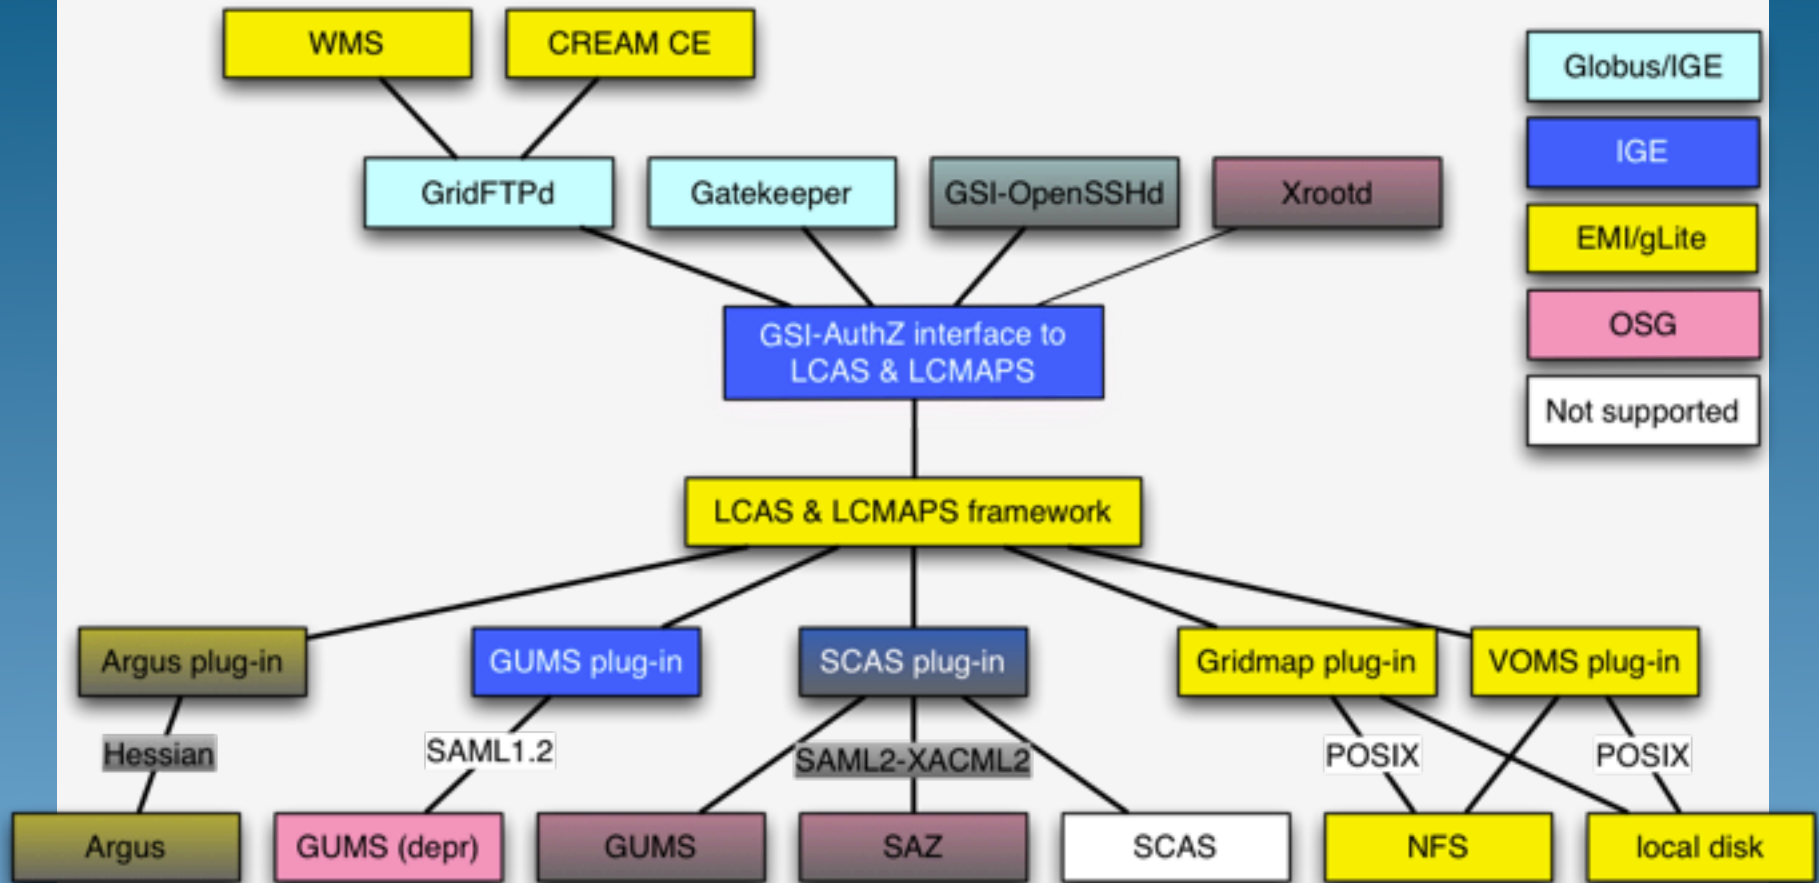 WMS
CREAM CE
Globus/IGE
IGE
GridFTPd
Gatekeeper
GSI-OpenSSHd
Xrootd
EMI/gLite
OSG
GSI-AuthZ interface to
LCAS & LCMAPS
Not supported
LCAS & LCMAPS framework
Argus plug-in
GUMS plug-in
SCAS plug-in
Gridmap plug-in
VOMS plug-in
Hessian
SAML1.2
SAML2-XACML2
POSIX
POSIX
Argus
GUMS (depr)
GUMS
SAZ
SCAS
NFS
local disk